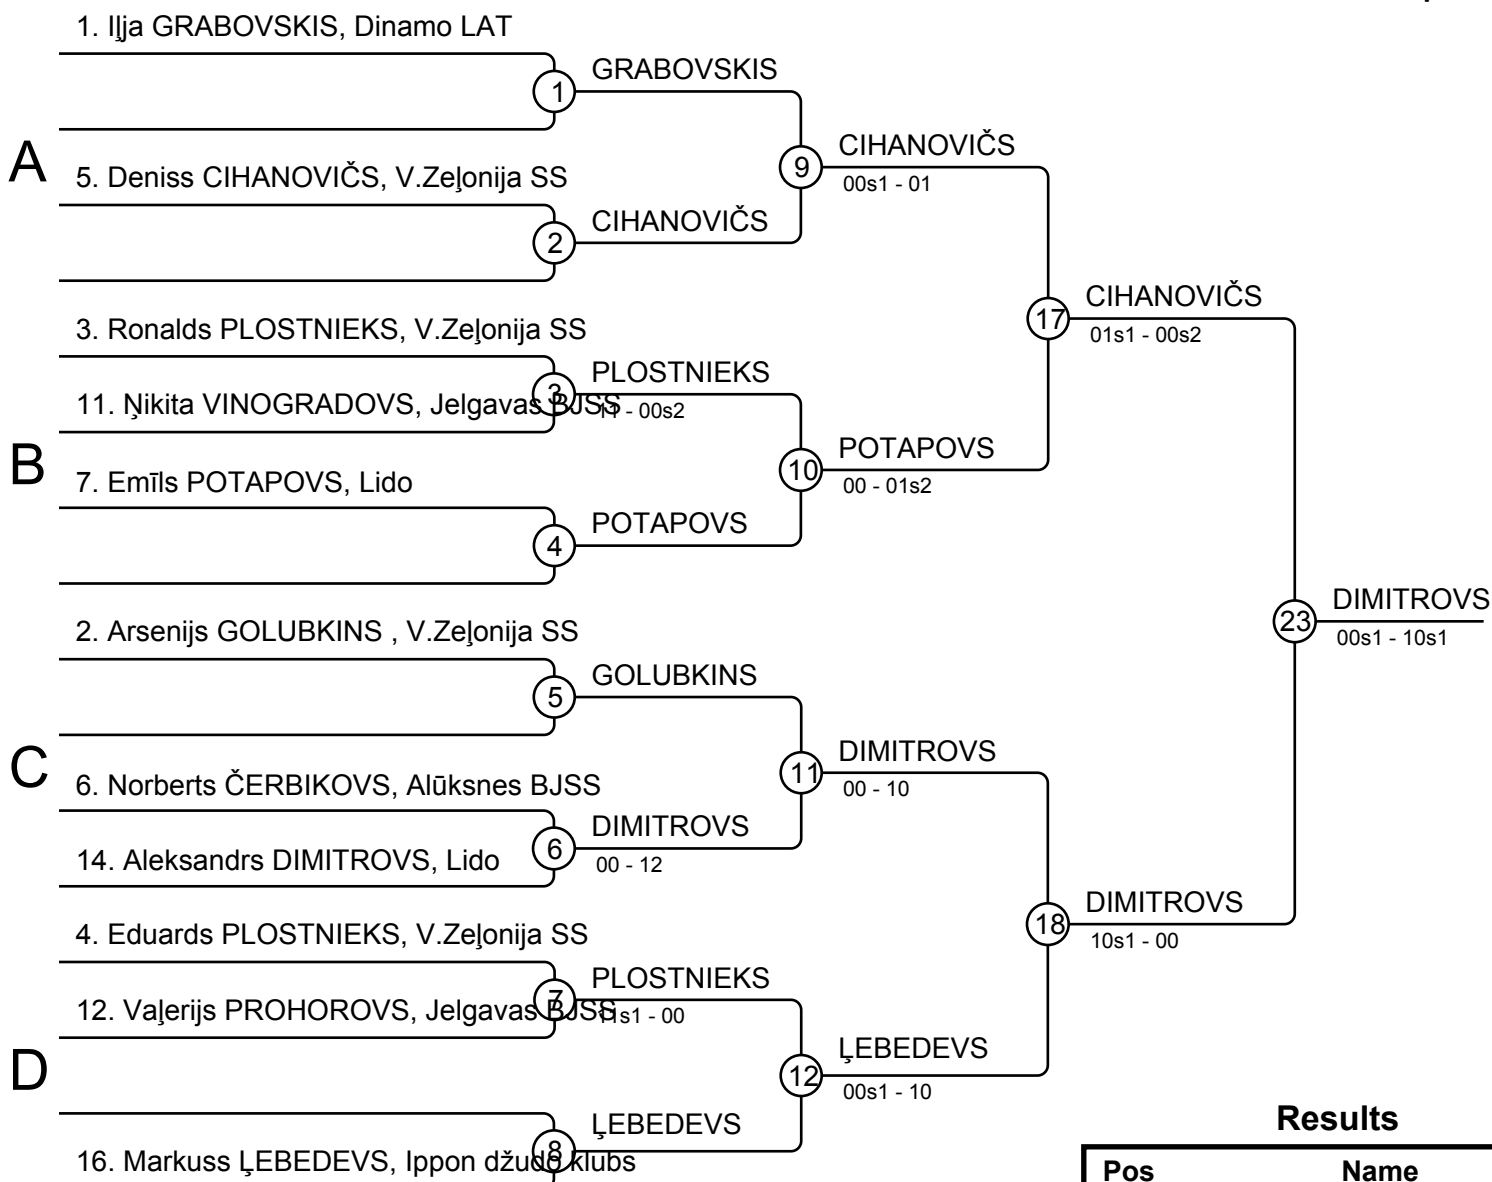 1. Iļja GRABOVSKIS, Dinamo LAT
GRABOVSKIS
1
A
CIHANOVIČS
9
00s1 - 01
5. Deniss CIHANOVIČS, V.Zeļonija SS
CIHANOVIČS
2
CIHANOVIČS
17
01s1 - 00s2
3. Ronalds PLOSTNIEKS, V.Zeļonija SS
PLOSTNIEKS
3
11. Ņikita VINOGRADOVS, Jelgavas BJSS
11 - 00s2
B
POTAPOVS
10
00 - 01s2
7. Emīls POTAPOVS, Lido
POTAPOVS
4
DIMITROVS
23
00s1 - 10s1
2. Arsenijs GOLUBKINS , V.Zeļonija SS
GOLUBKINS
5
C
DIMITROVS
11
00 - 10
6. Norberts ČERBIKOVS, Alūksnes BJSS
DIMITROVS
6
14. Aleksandrs DIMITROVS, Lido
00 - 12
DIMITROVS
18
10s1 - 00
4. Eduards PLOSTNIEKS, V.Zeļonija SS
PLOSTNIEKS
7
12. Vaļerijs PROHOROVS, Jelgavas BJSS
11s1 - 00
D
ĻEBEDEVS
12
00s1 - 10
ĻEBEDEVS
8
16. Markuss ĻEBEDEVS, Ippon džudo klubs
Results
Pos Name